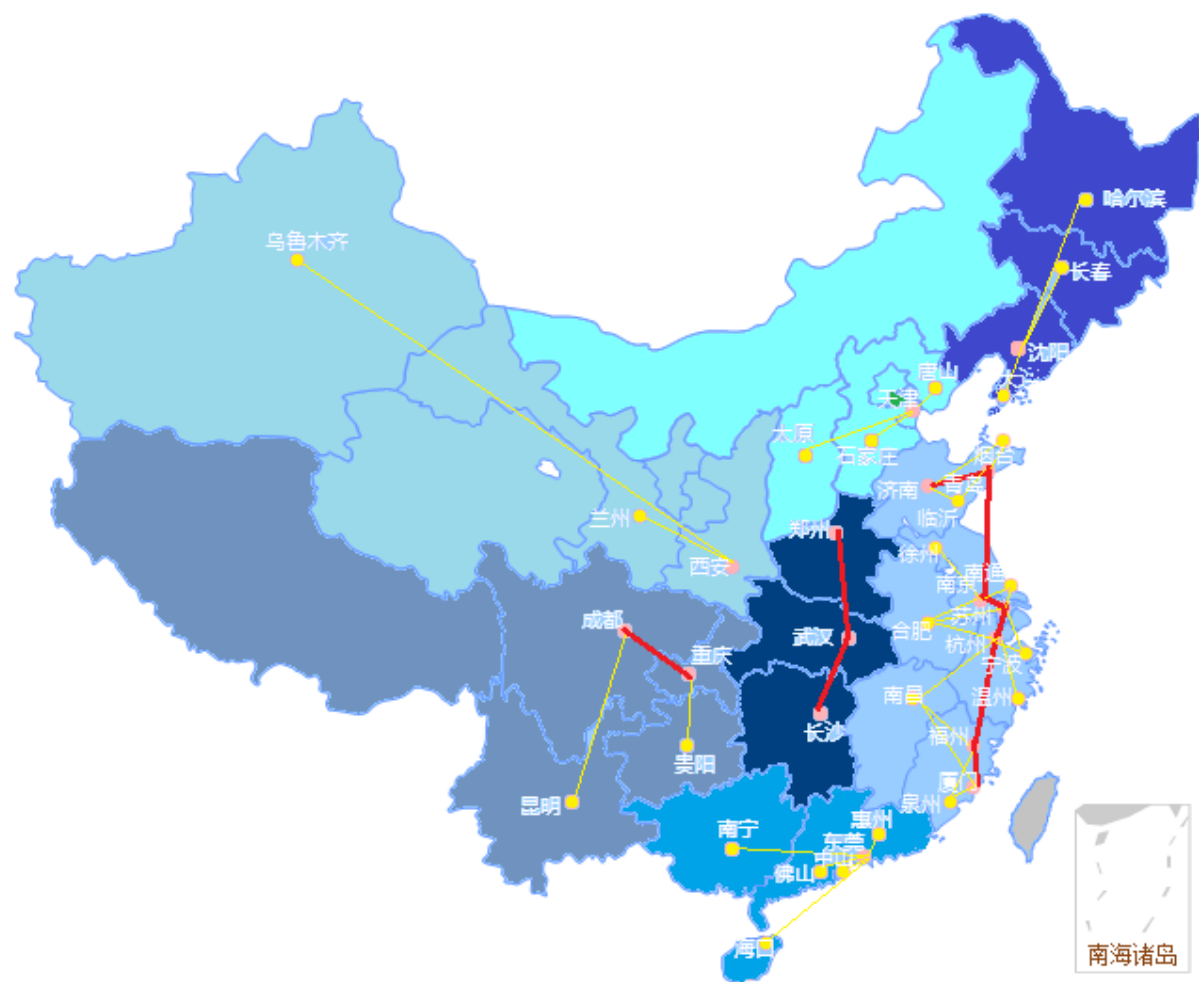 哈尔滨
乌鲁木齐
长春
沈阳
唐山
天津
太原
石家庄
烟台
青岛
济南
临沂
兰州
郑州
徐州
西安
南通
南京
苏州
成都
合肥
武汉
杭州
重庆
宁波
南昌
温州
长沙
福州
贵阳
厦门
昆明
泉州
惠州
南宁
东莞
中山
佛山
海口
南海诸岛